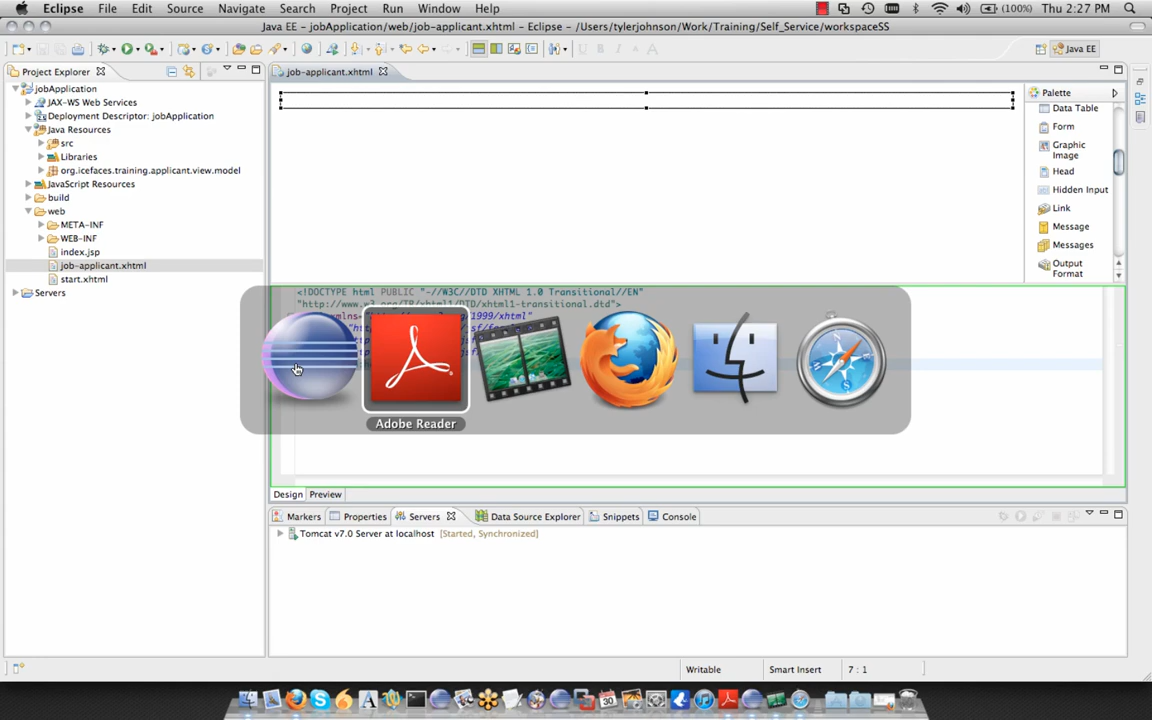 Eclipse File Edit Source Navigate Search Project Run Window Help (100%) Thu 2:27 PM
Java EE - jobApplication/web/job-applicant.xhtml - Eclipse - /Users/tylerjohnson/Work/Training/Self_Service/workspaceSS
Java EE
Project Explorer
job-applicant.xhtml
jobApplication
JAX-WS Web Services
Deployment Descriptor: jobApplication
Java Resources
src
Libraries
org.icefaces.training.applicant.view.model
JavaScript Resources
build
web
META-INF
WEB-INF
index.jsp
job-applicant.xhtml
start.xhtml
Servers
Palette
Data Table
Form
Graphic
Image
Head
Hidden Input
Link
Message
Messages
Output
Format
<!DOCTYPE html PUBLIC "-//W3C//DTD XHTML 1.0 Transitional//EN"
"http://www.w3.org/TR/xhtml1/DTD/xhtml1-transitional.dtd">
Adobe Reader
Design Preview
Markers Properties Servers Data Source Explorer Snippets Console
Tomcat v7.0 Server at localhost [Started, Synchronized]
Writable Smart Insert 7 : 1
30